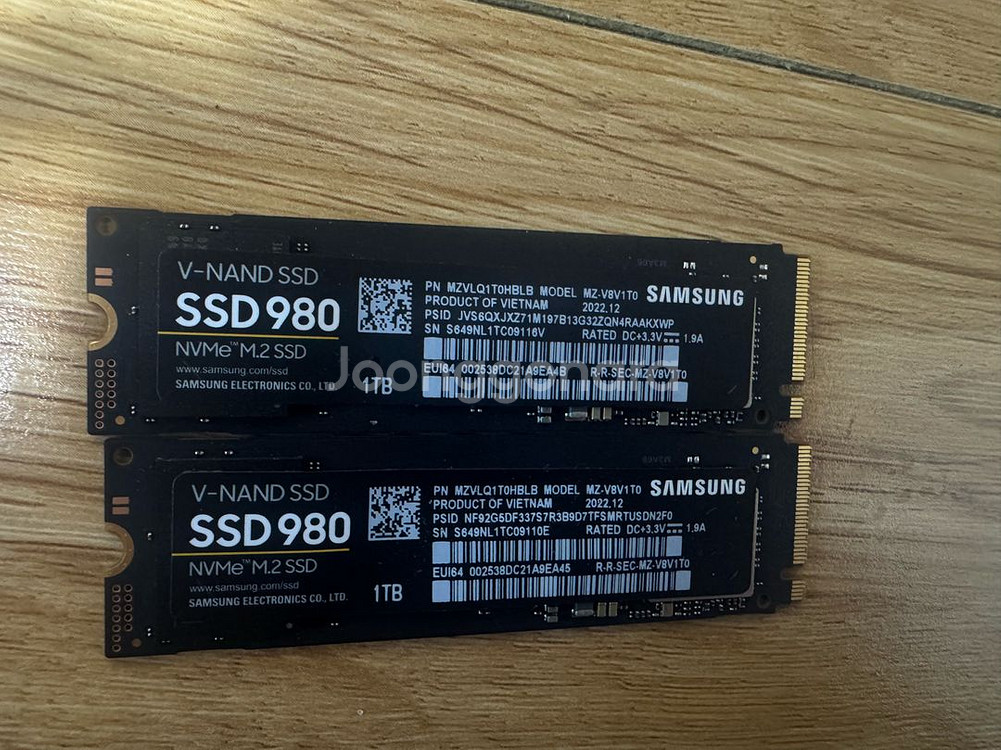 V-NAND SSD
SSD 980
NVMe™ M.2 SSD
www.samsung.com/ssd
SAMSUNG ELECTRONICS CO., LTD.
1TB
PN MZVLQ1T0HBLB MODEL MZ-V8V1T0 SAMSUNG
PRODUCT OF VIETNAM 2022.12
PSID JVS6QXJXZ71M197B13G32ZQN4RAAKXWP
SN S649NL1TC09116V RATED DC+3.3V 1.9A
EUI64 002538DC21A9EA4B R-R-SEC-MZ-V8V1T0
Joonggonara
V-NAND SSD
SSD 980
NVMe™ M.2 SSD
www.samsung.com/ssd
SAMSUNG ELECTRONICS CO., LTD.
1TB
PN MZVLQ1T0HBLB MODEL MZ-V8V1T0 SAMSUNG
PRODUCT OF VIETNAM 2022.12
PSID NF92G5DF337S7R3B9D7TFSMRTUSDN2F0
SN S649NL1TC09110E RATED DC+3.3V 1.9A
EUI64 002538DC21A9EA45 R-R-SEC-MZ-V8V1T0